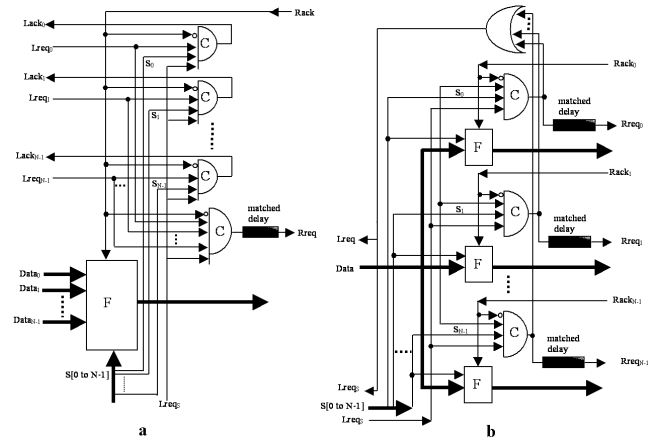 Lack0
Rack
Lreq0
C
S0
Lack1
Lreq1
C
S1
LackN-1
LreqN-1
C
SN-1
C
matched
delay
Rreq
Data0
Data1
DataN-1
F
S[0 to N-1]
LreqS
a
Rack0
S0
C
matched
delay
Rreq0
F
Rack1
S1
C
matched
delay
Rreq1
Lreq
Data
F
RackN-1
SN-1
C
matched
delay
RreqN-1
LreqS
F
S[0 to N-1]
LreqS
b